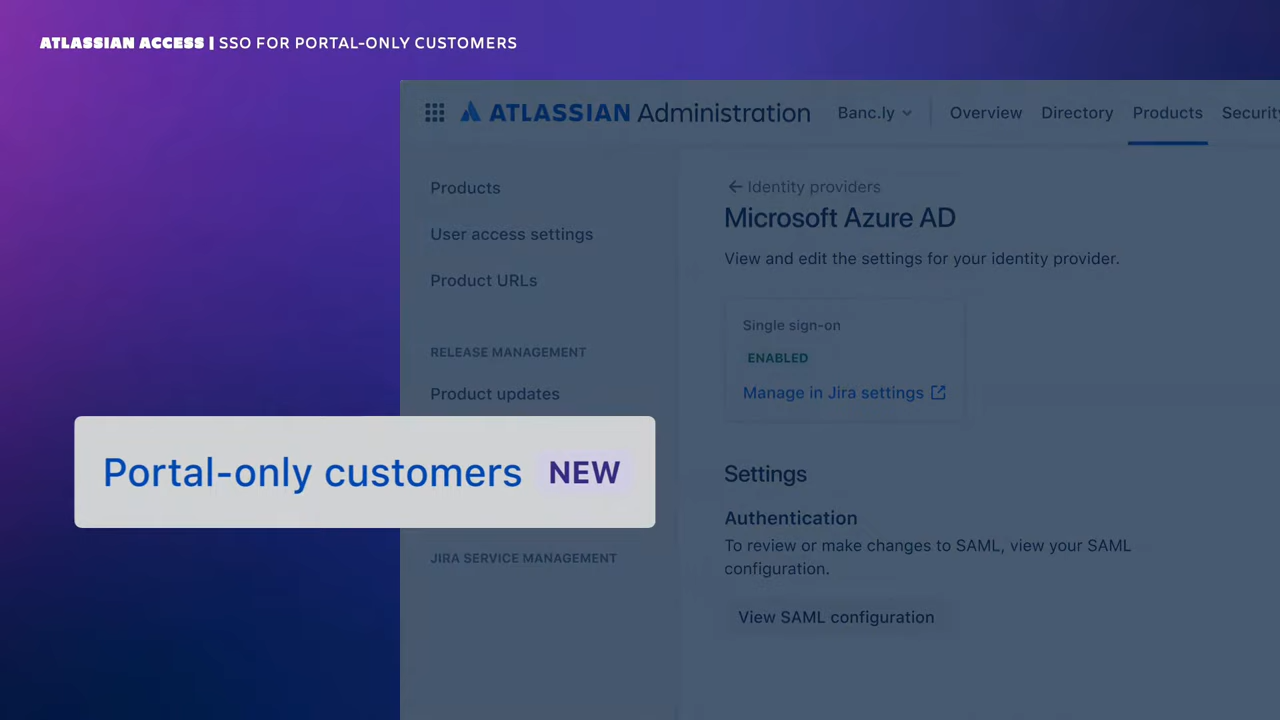 ATLASSIAN ACCESS | SSO FOR PORTAL-ONLY CUSTOMERS
ATLASSIAN Administration
Banc.ly
Overview
Directory
Products
Security
Products
User access settings
Product URLs
RELEASE MANAGEMENT
Product updates
Portal-only customers NEW
JIRA SERVICE MANAGEMENT
Identity providers
Microsoft Azure AD
View and edit the settings for your identity provider.
Single sign-on
ENABLED
Manage in Jira settings
Settings
Authentication
To review or make changes to SAML, view your SAML
configuration.
View SAML configuration